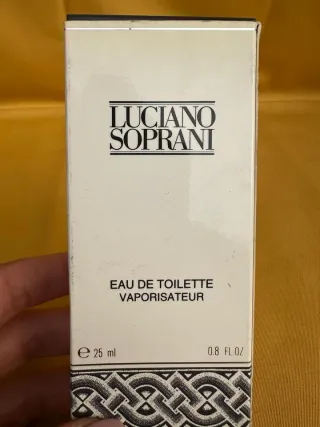 LUCIANO
SOPRANI
EAU DE TOILETTE
VAPORISATEUR
℮ 25 ml 0.8 FL.OZ